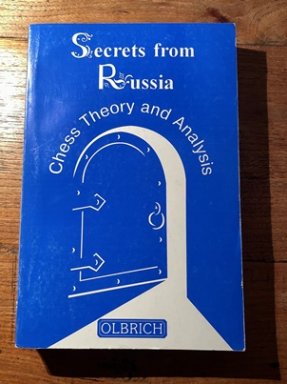 Secrets from
Russia
Chess Theory and Analysis
OLBRICH